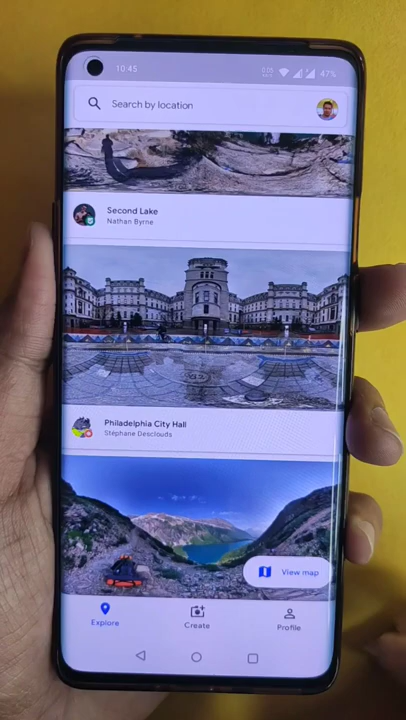 10:45
47%
Search by location
Second Lake
Nathan Byrne
Philadelphia City Hall
Stéphane Desclouds
View map
Explore
Create
Profile